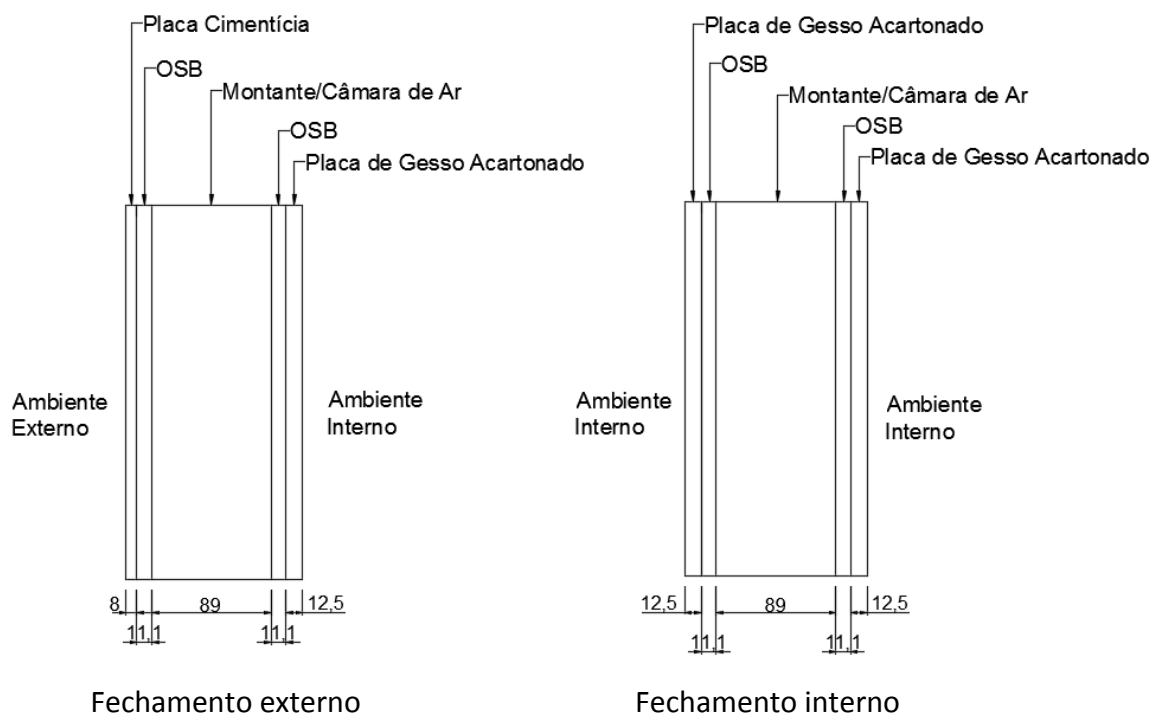 Placa Cimentícia
OSB
Montante/Câmara de Ar
OSB
Placa de Gesso Acartonado
Ambiente
Externo
Ambiente
Interno
8
89
12,5
11,1
11,1
Fechamento externo
Placa de Gesso Acartonado
OSB
Montante/Câmara de Ar
OSB
Placa de Gesso Acartonado
Ambiente
Interno
Ambiente
Interno
12,5
89
12,5
11,1
11,1
Fechamento interno